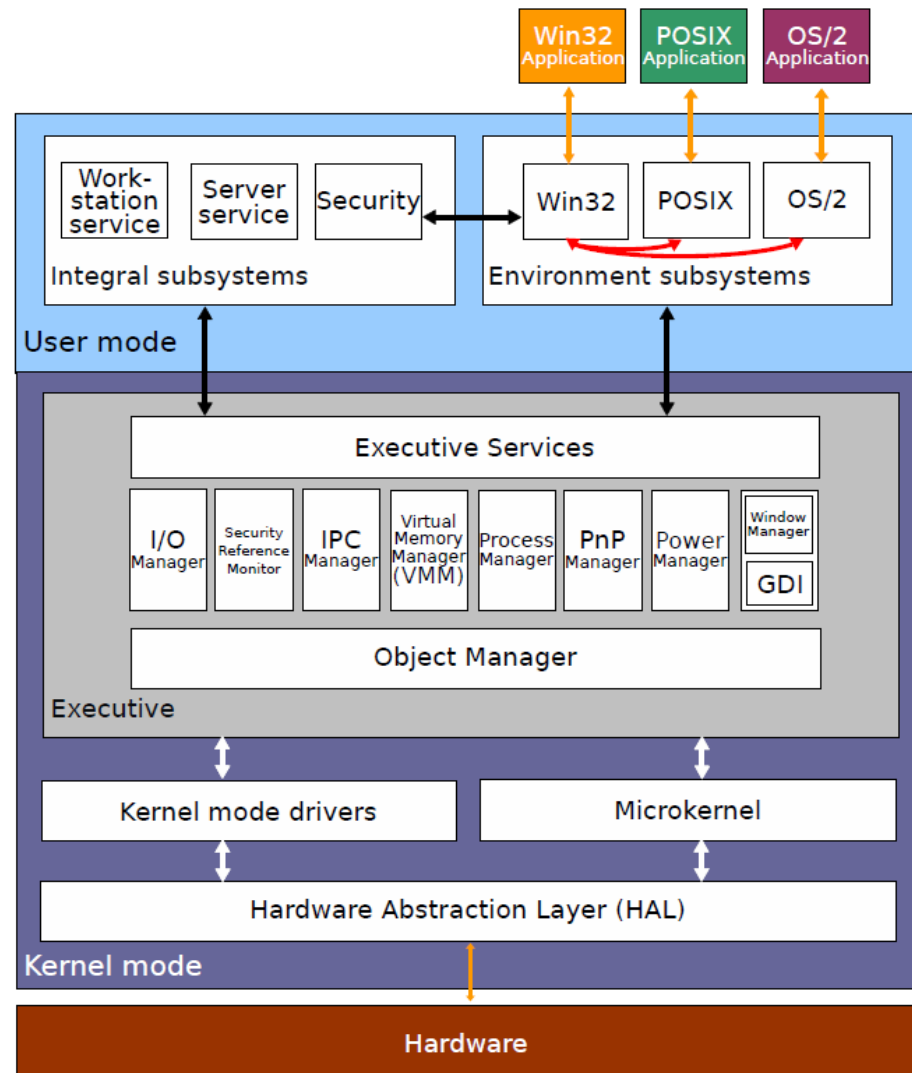 Win32
Application
POSIX
Application
OS/2
Application
Work-
station
service
Server
service
Security
Integral subsystems
Win32
POSIX
OS/2
Environment subsystems
User mode
Executive Services
I/O
Manager
Security
Reference
Monitor
IPC
Manager
Virtual
Memory
Manager
(VMM)
Process
Manager
PnP
Manager
Power
Manager
Window
Manager
GDI
Object Manager
Executive
Kernel mode drivers
Microkernel
Hardware Abstraction Layer (HAL)
Kernel mode
Hardware